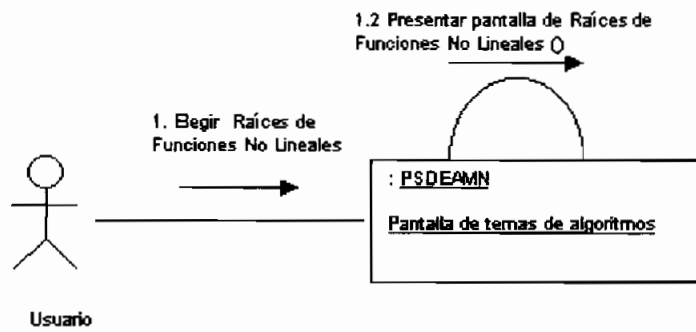 1.2 Presentar pantalla de Raíces de
Funciones No Lineales ()
1. Elegir Raíces de
Funciones No Lineales
: PSDEAMN
Pantalla de temas de algoritmos
Usuario